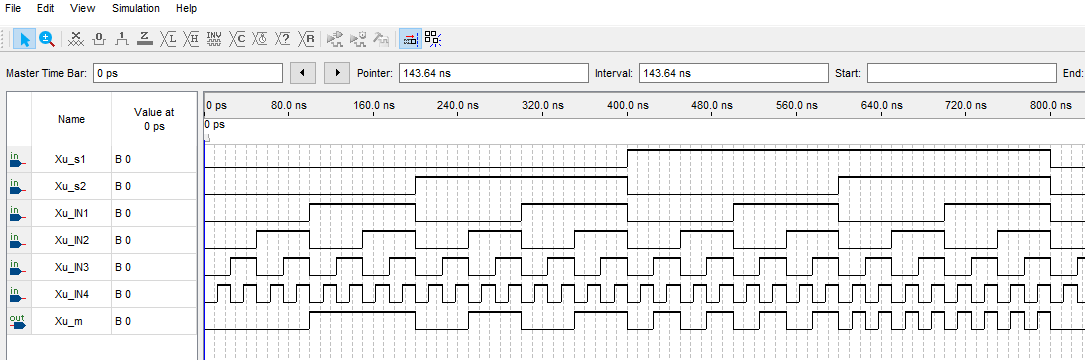 File Edit View Simulation Help
Master Time Bar: 0 ps Pointer: 143.64 ns Interval: 143.64 ns Start: End:
Name Value at 0 ps 0 ps 80.0 ns 160.0 ns 240.0 ns 320.0 ns 400.0 ns 480.0 ns 560.0 ns 640.0 ns 720.0 ns 800.0 ns
0 ps
in Xu_s1 B 0
in Xu_s2 B 0
in Xu_IN1 B 0
in Xu_IN2 B 0
in Xu_IN3 B 0
in Xu_IN4 B 0
out Xu_m B 0